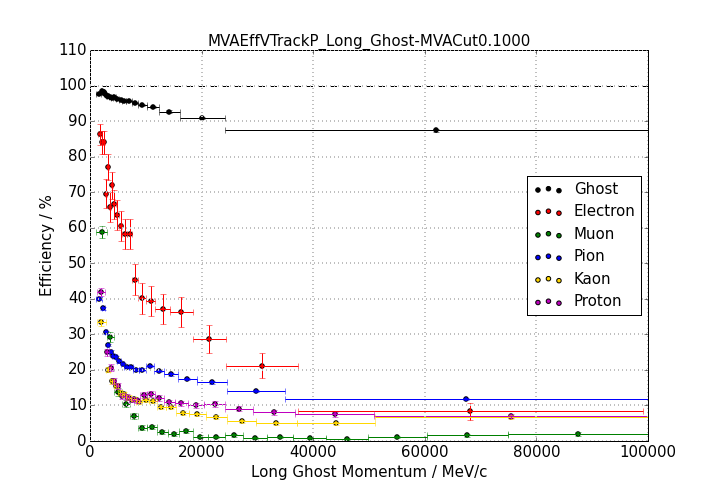 MVAEffVTrackP_Long_Ghost-MVACut0.1000
110
100
90
80
70
60
50
40
30
20
10
0
Efficiency / %
Ghost
Electron
Muon
Pion
Kaon
Proton
0 20000 40000 60000 80000 100000
Long Ghost Momentum / MeV/c